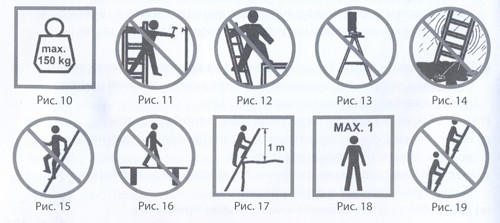 max.
150 kg
Рис. 10
Рис. 11
Рис. 12
Рис. 13
Рис. 14
1 m
MAX. 1
Рис. 15
Рис. 16
Рис. 17
Рис. 18
Рис. 19